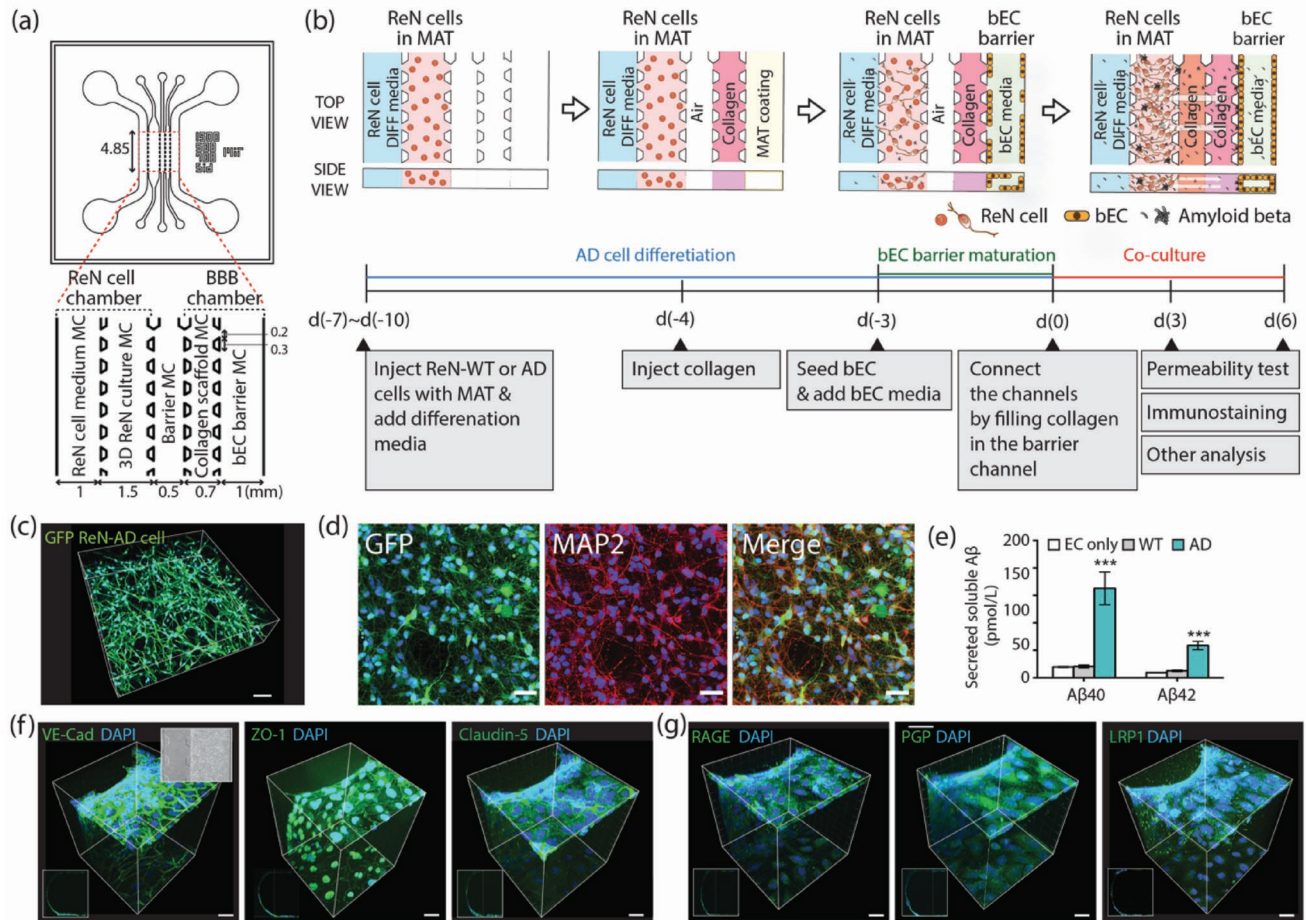 (a)
4.85
MIT
ReN cell
chamber
BBB
chamber
ReN cell medium MC
3D ReN culture MC
Barrier MC
Collagen scaffold MC
bEC barrier MC
0.2
0.3
1
1.5
0.5
0.7
1(mm)
(b)
ReN cells
in MAT
ReN cells
in MAT
ReN cells
in MAT
bEC
barrier
ReN cells
in MAT
bEC
barrier
TOP
VIEW
SIDE
VIEW
ReN cell
DIFF media
ReN cell
DIFF media
Air
Collagen
MAT coating
ReN cell
DIFF media
Air
Collagen
bEC media
ReN cell
DIFF media
Collagen
Collagen
bEC media
ReN cell
bEC
Amyloid beta
AD cell differetiation
bEC barrier maturation
Co-culture
d(-7)~d(-10)
d(-4)
d(-3)
d(0)
d(3)
d(6)
Inject ReN-WT or AD
cells with MAT &
add differenation
media
Inject collagen
Seed bEC
& add bEC media
Connect
the channels
by filling collagen
in the barrier
channel
Permeability test
Immunostaining
Other analysis
(c)
GFP ReN-AD cell
(d)
GFP
MAP2
Merge
(e)
Secreted soluble Aβ
(pmol/L)
200
150
100
50
0
EC only
WT
AD
***
***
Aβ40
Aβ42
(f)
VE-Cad DAPI
ZO-1 DAPI
Claudin-5 DAPI
(g)
RAGE DAPI
PGP DAPI
LRP1 DAPI